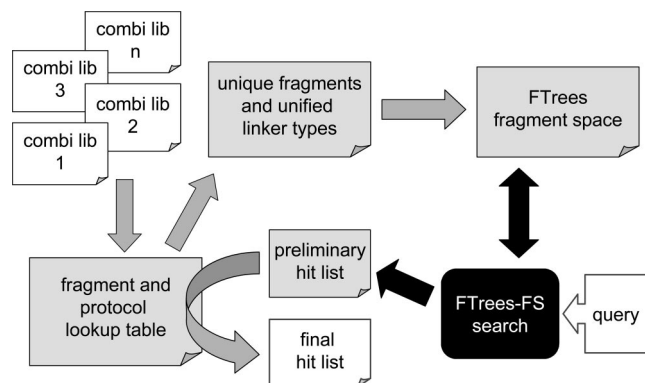 combi lib
n
combi lib
3
combi lib
2
combi lib
1
unique fragments
and unified
linker types
FTrees
fragment space
fragment and
protocol
lookup table
preliminary
hit list
final
hit list
FTrees-FS
search
query